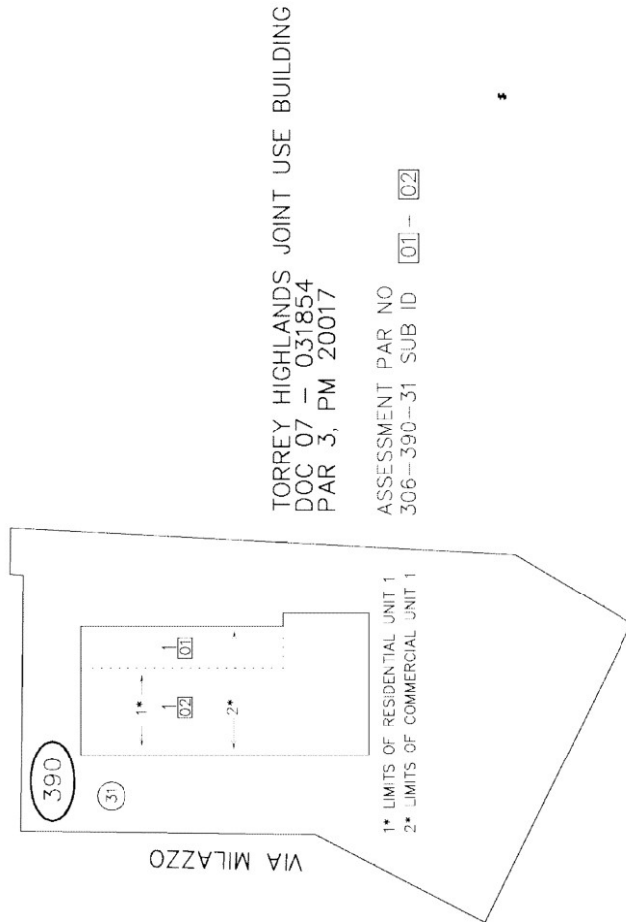 TORREY HIGHLANDS JOINT USE BUILDING
DOC 07 - 031854
PAR 3, PM 20017
ASSESSMENT PAR NO
306-390-31 SUB ID 01 - 02
390
31
VIA MILAZZO
1*
1
02
1
01
2*
1* LIMITS OF RESIDENTIAL UNIT 1
2* LIMITS OF COMMERCIAL UNIT 1